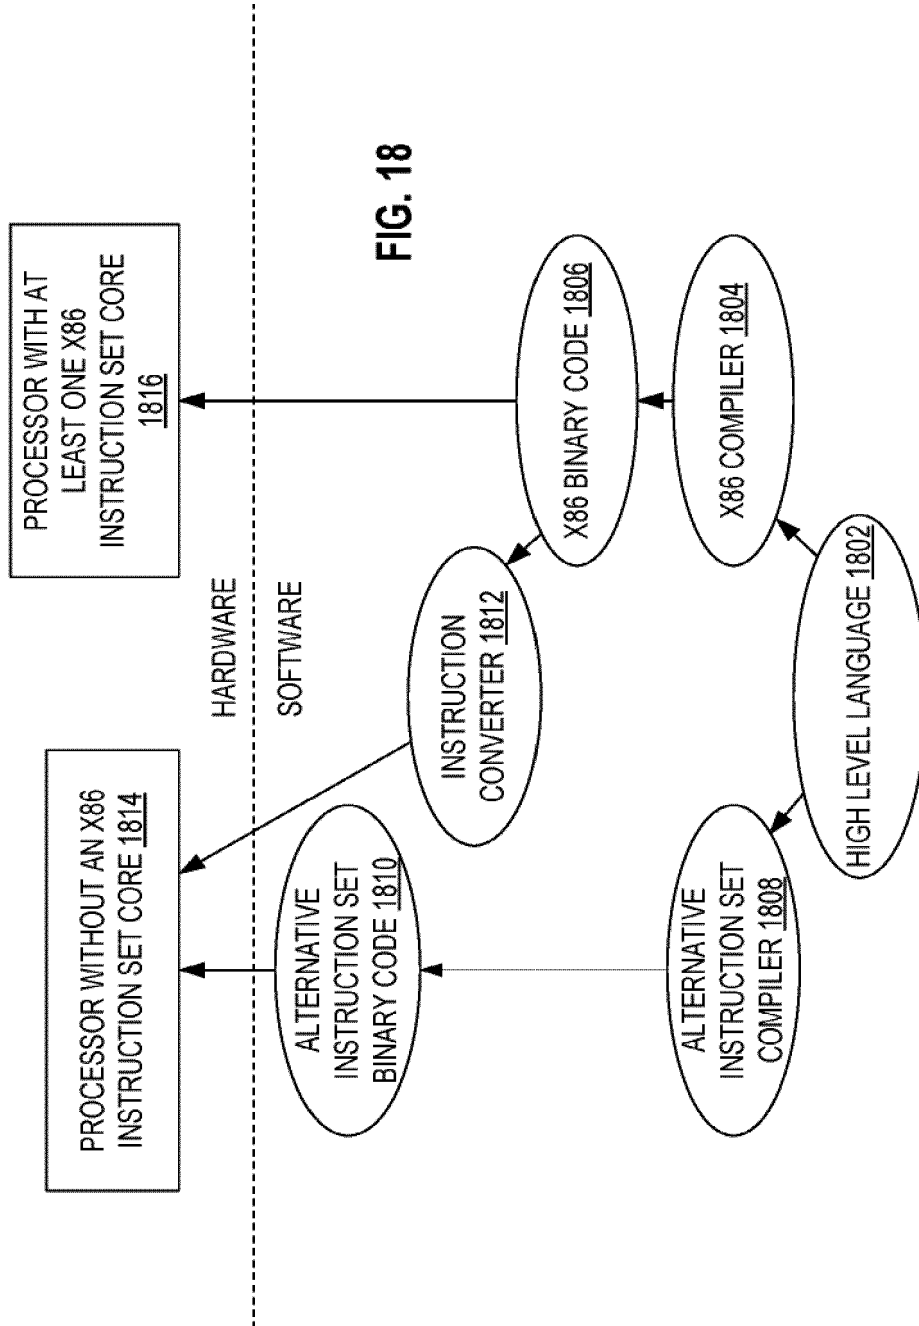 PROCESSOR WITHOUT AN X86
INSTRUCTION SET CORE 1814
PROCESSOR WITH AT
LEAST ONE X86
INSTRUCTION SET CORE
1816
HARDWARE
SOFTWARE
ALTERNATIVE
INSTRUCTION SET
BINARY CODE 1810
INSTRUCTION
CONVERTER 1812
FIG. 18
X86 BINARY CODE 1806
ALTERNATIVE
INSTRUCTION SET
COMPILER 1808
X86 COMPILER 1804
HIGH LEVEL LANGUAGE 1802